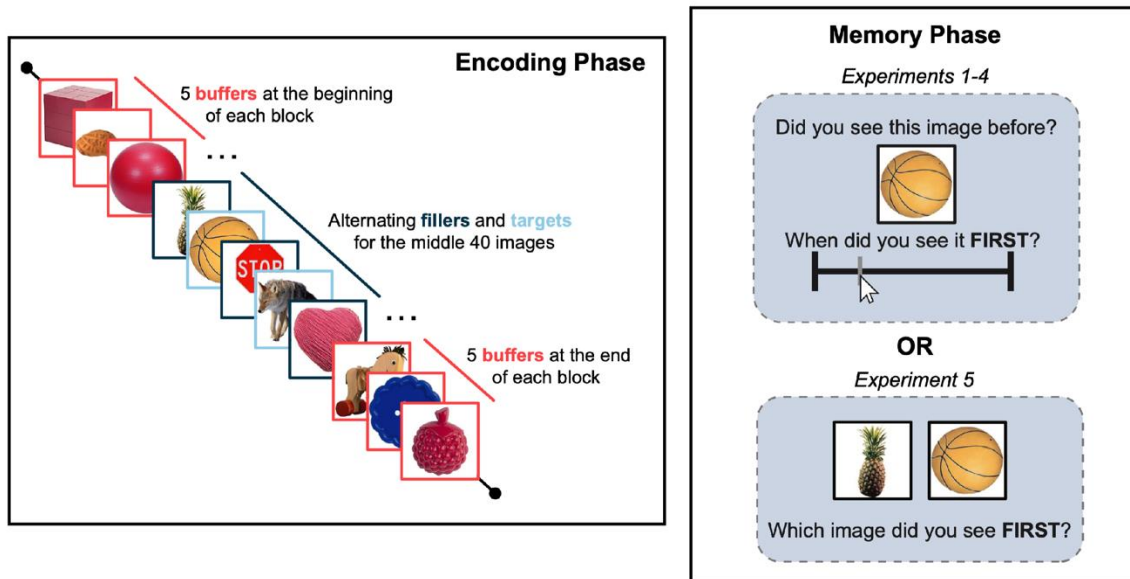 Encoding Phase
5 buffers at the beginning
of each block
...
Alternating fillers and targets
for the middle 40 images
STOP
...
5 buffers at the end
of each block
Memory Phase
Experiments 1-4
Did you see this image before?
When did you see it FIRST?
OR
Experiment 5
Which image did you see FIRST?